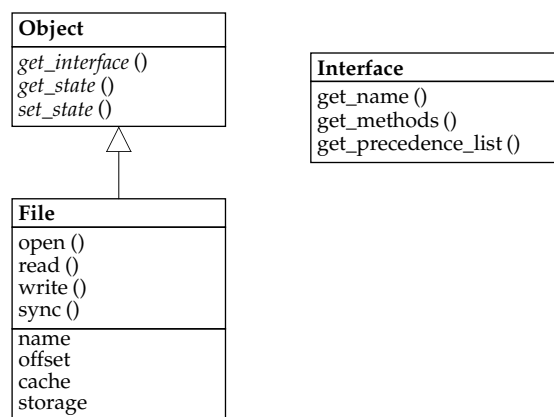 Object
get_interface ()
get_state ()
set_state ()
Interface
get_name ()
get_methods ()
get_precedence_list ()
File
open ()
read ()
write ()
sync ()
name
offset
cache
storage